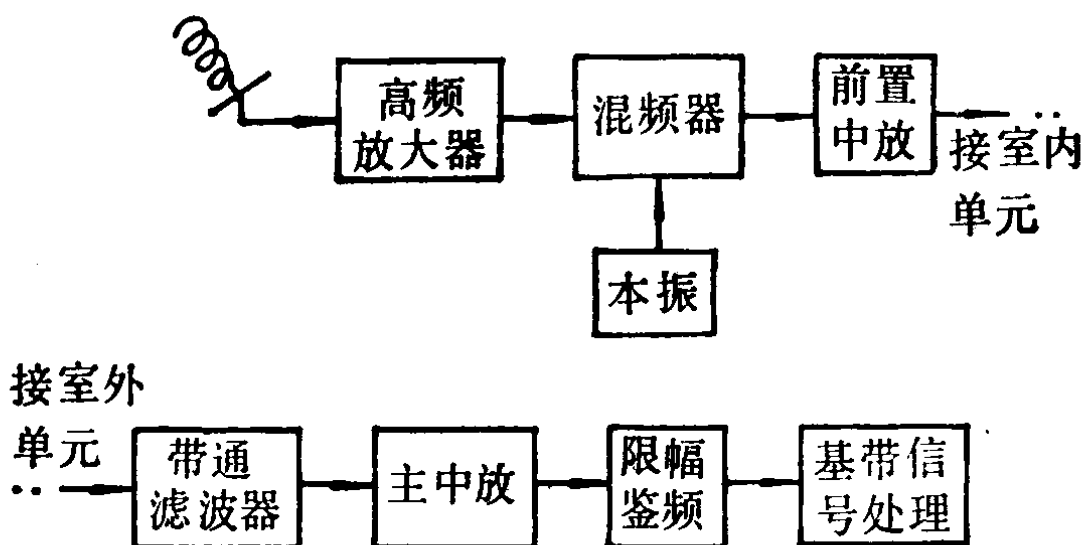 高频
放大器
混频器
前置
中放
接室内
单元
本振
接室外
单元
带通
滤波器
主中放
限幅
鉴频
基带信
号处理